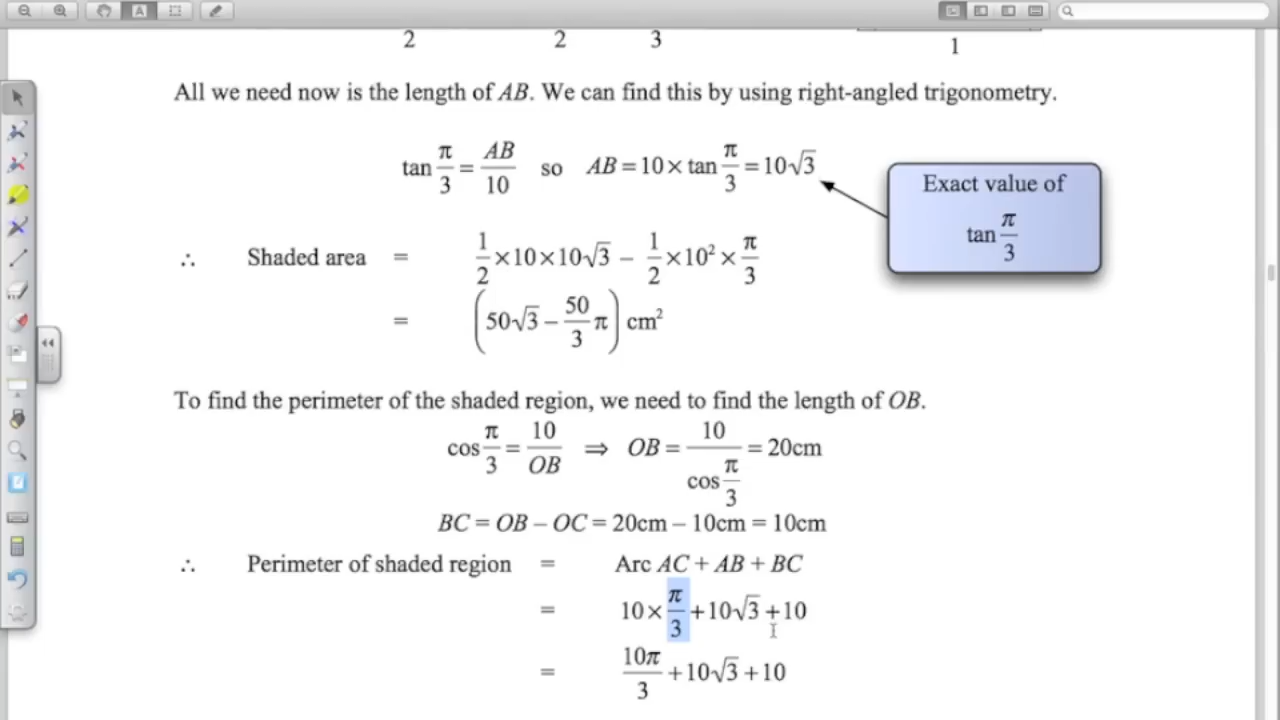 2 2 3
1
All we need now is the length of AB. We can find this by using right-angled trigonometry.
tan π/3 = AB/10 so AB = 10 × tan π/3 = 10√3
Exact value of
tan π/3
∴ Shaded area = 1/2 × 10 × 10√3 − 1/2 × 10² × π/3
= (50√3 − 50/3 π) cm²
To find the perimeter of the shaded region, we need to find the length of OB.
cos π/3 = 10/OB ⇒ OB = 10/cos π/3 = 20cm
BC = OB – OC = 20cm – 10cm = 10cm
∴ Perimeter of shaded region = Arc AC + AB + BC
= 10 × π/3 + 10√3 + 10
= 10π/3 + 10√3 + 10